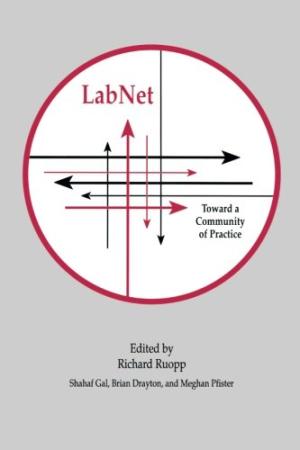 LabNet
Toward a
Community
of Practice
Edited by
Richard Ruopp
Shahaf Gal, Brian Drayton, and Meghan Pfister